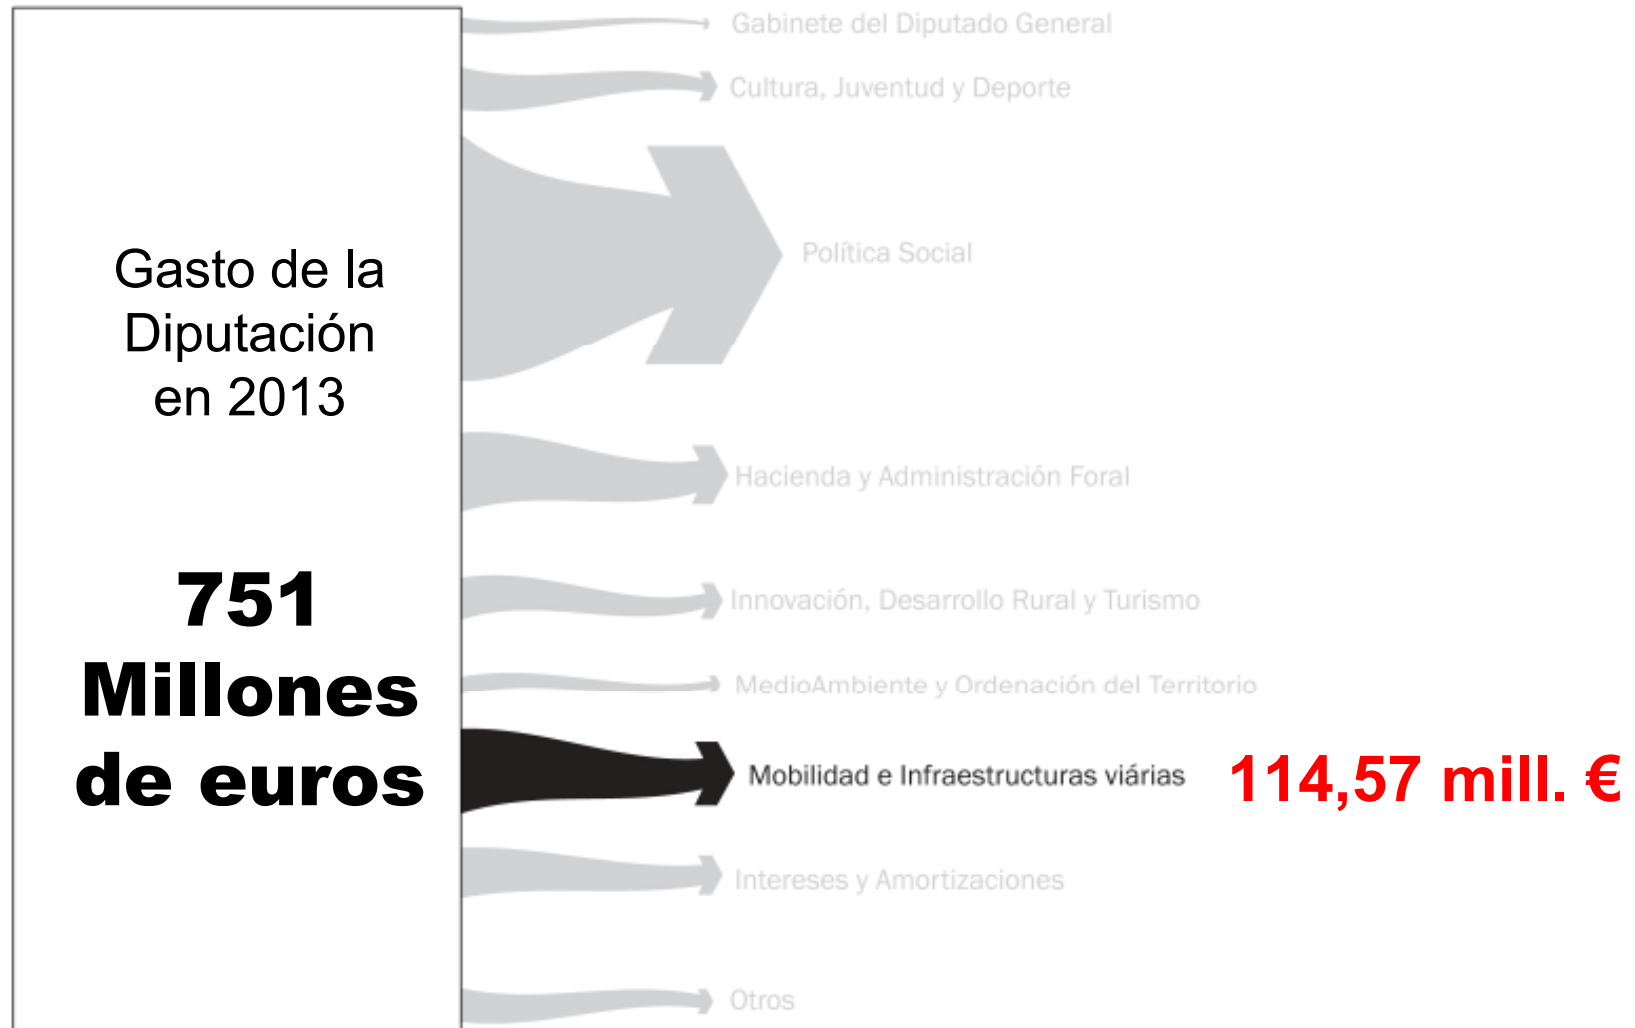 Gasto de la
Diputación
en 2013
751
Millones
de euros
Gabinete del Diputado General
Cultura, Juventud y Deporte
Política Social
Hacienda y Administración Foral
Innovación, Desarrollo Rural y Turismo
MedioAmbiente y Ordenación del Territorio
Mobilidad e Infraestructuras viárias 114,57 mill. €
Intereses y Amortizaciones
Otros